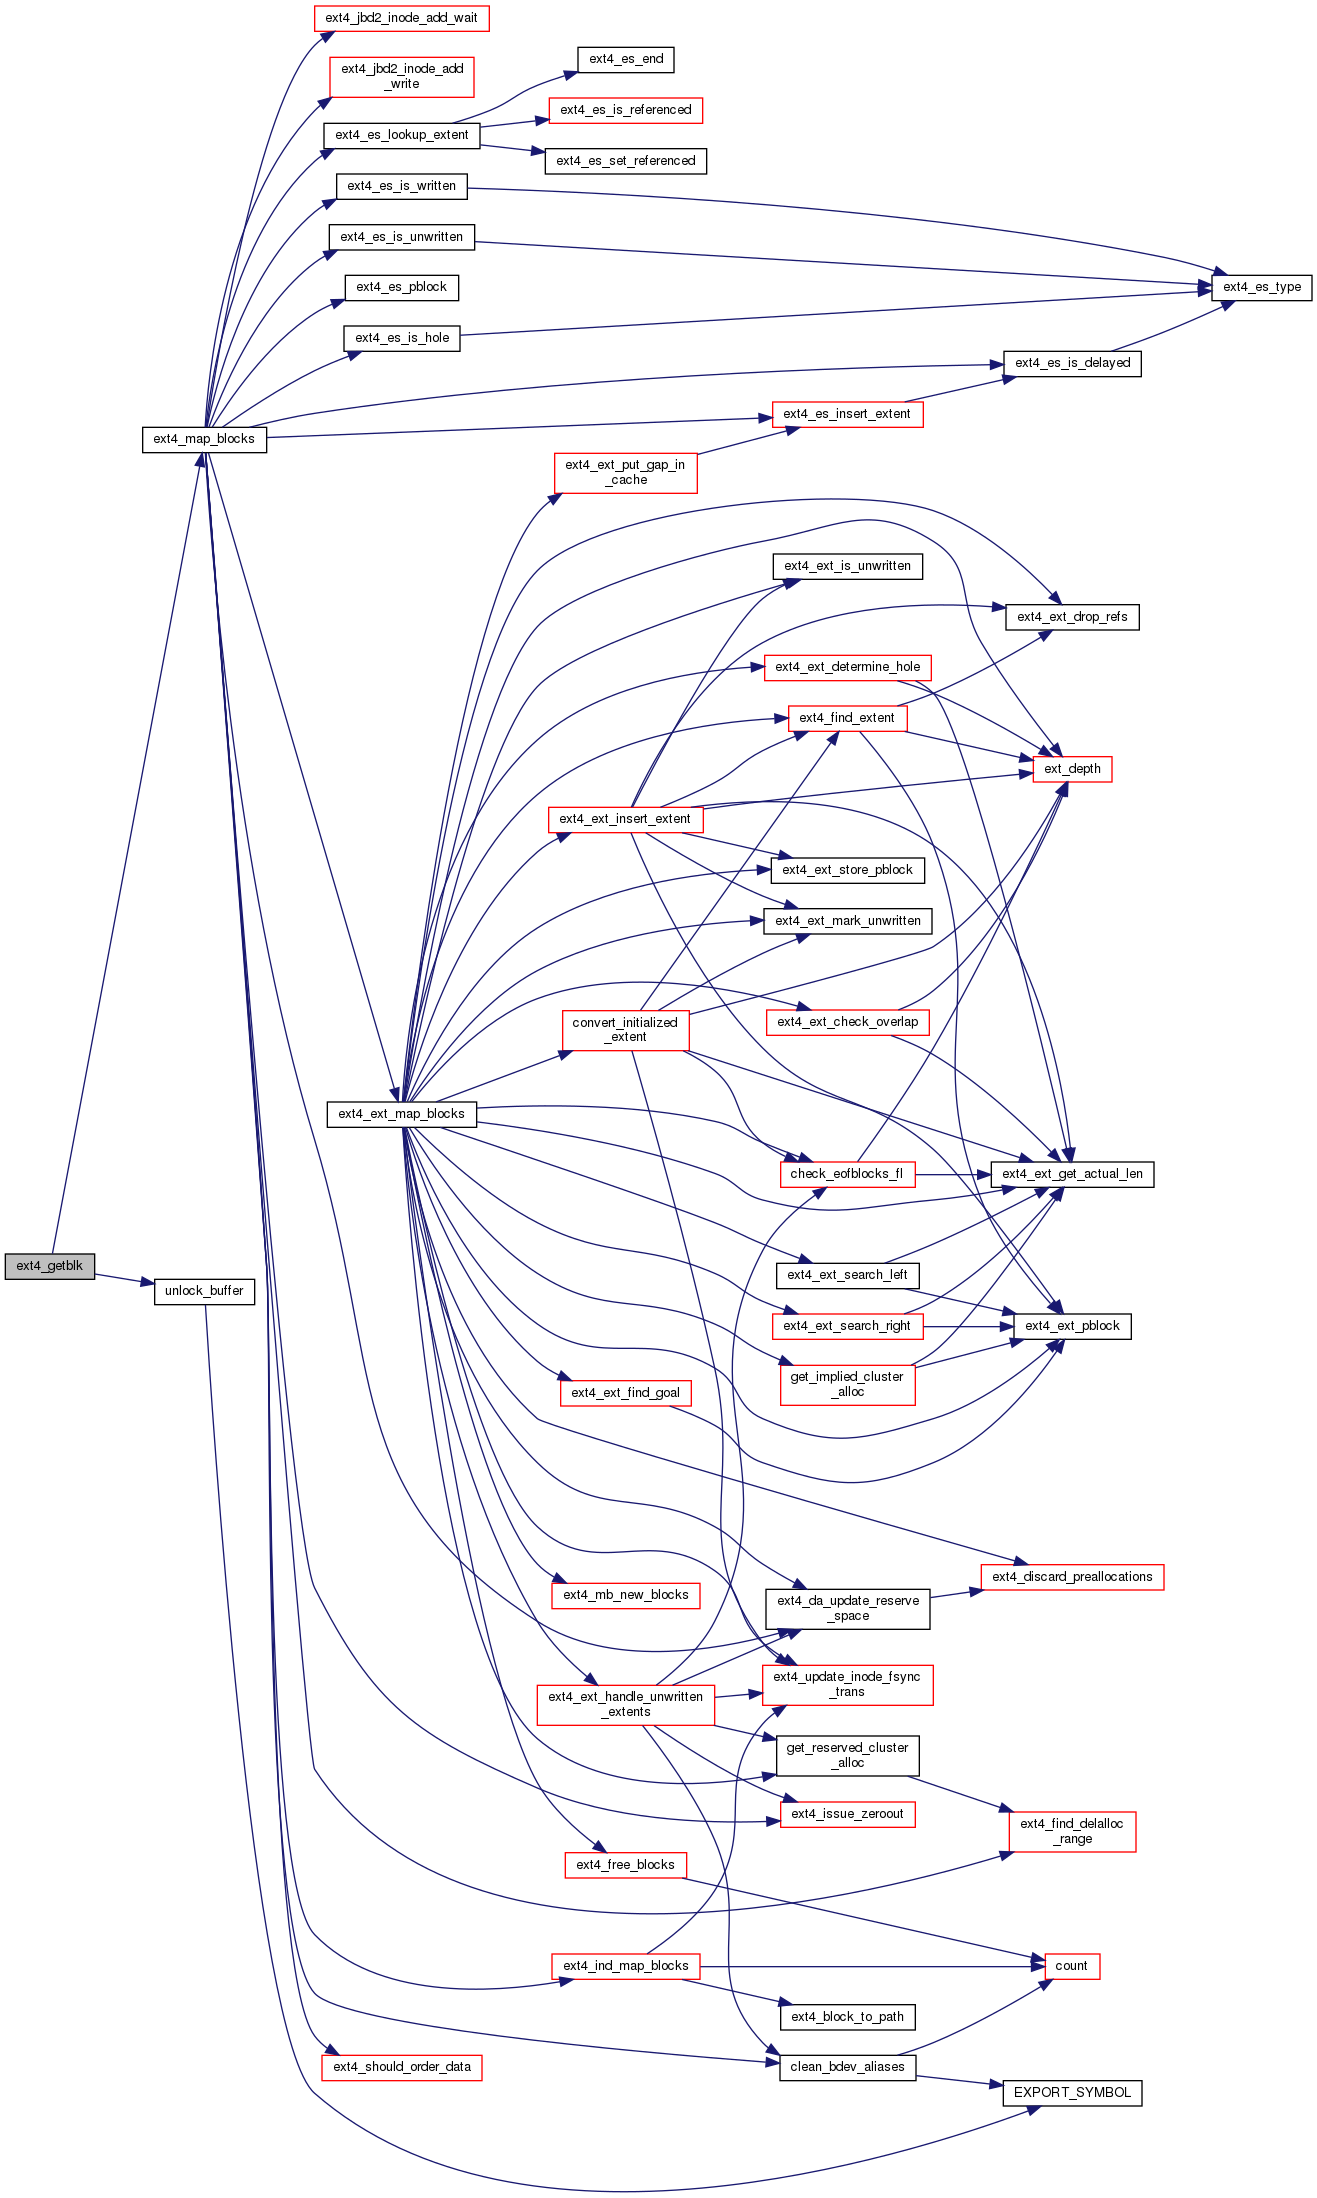 ext4_jbd2_inode_add_wait
ext4_es_end
ext4_jbd2_inode_add
_write
ext4_es_is_referenced
ext4_es_lookup_extent
ext4_es_set_referenced
ext4_es_is_written
ext4_es_is_unwritten
ext4_es_pblock
ext4_es_type
ext4_es_is_hole
ext4_es_is_delayed
ext4_es_insert_extent
ext4_map_blocks
ext4_ext_put_gap_in
_cache
ext4_ext_is_unwritten
ext4_ext_drop_refs
ext4_ext_determine_hole
ext4_find_extent
ext_depth
ext4_ext_insert_extent
ext4_ext_store_pblock
ext4_ext_mark_unwritten
convert_initialized
_extent
ext4_ext_check_overlap
ext4_ext_map_blocks
check_eofblocks_fl
ext4_ext_get_actual_len
ext4_getblk
unlock_buffer
ext4_ext_search_left
ext4_ext_search_right
ext4_ext_pblock
get_implied_cluster
_alloc
ext4_ext_find_goal
ext4_discard_preallocations
ext4_mb_new_blocks
ext4_da_update_reserve
_space
ext4_update_inode_fsync
_trans
ext4_ext_handle_unwritten
_extents
get_reserved_cluster
_alloc
ext4_issue_zeroout
ext4_find_delalloc
_range
ext4_free_blocks
ext4_ind_map_blocks
count
ext4_block_to_path
ext4_should_order_data
clean_bdev_aliases
EXPORT_SYMBOL